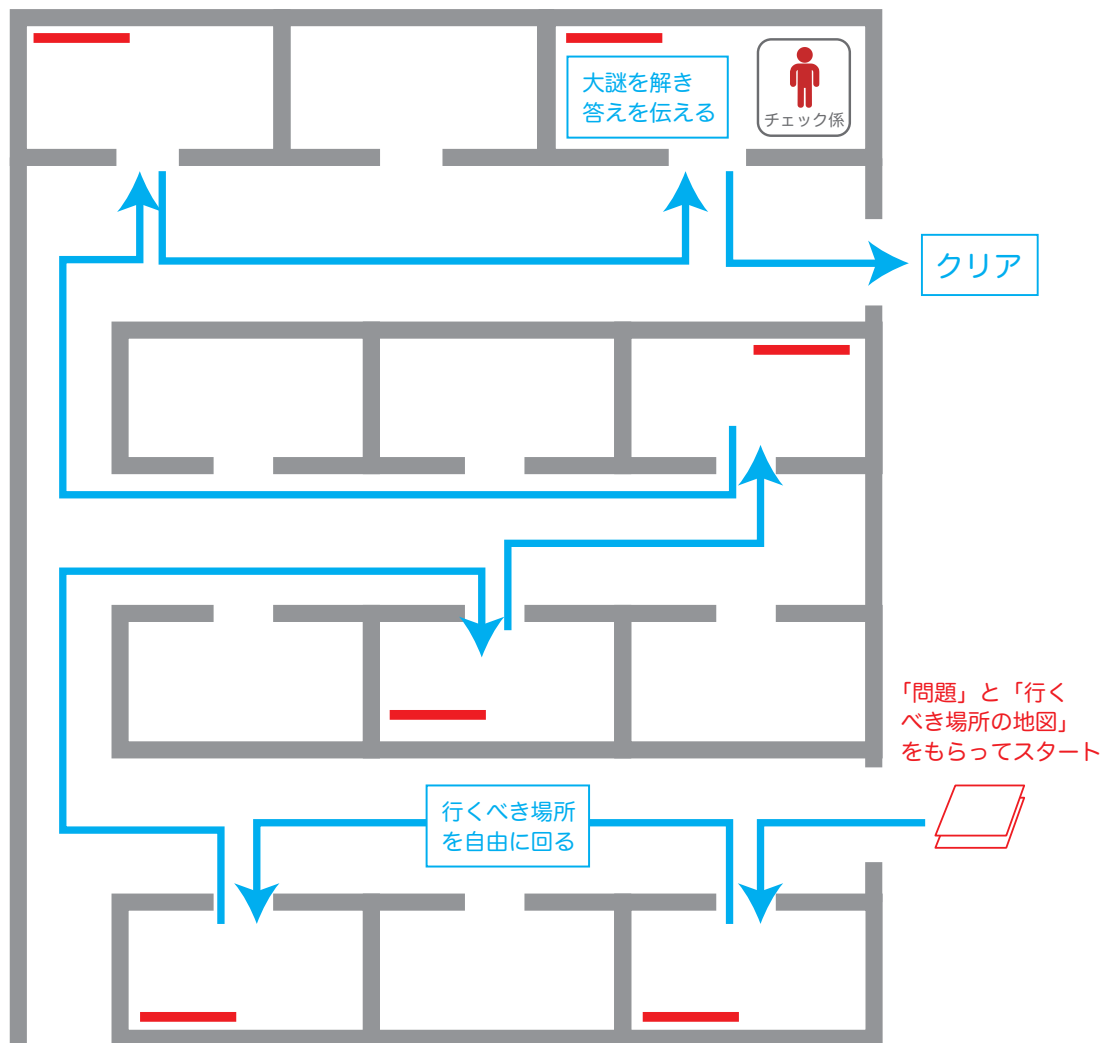 大謎を解き
答えを伝える
チェック係
クリア
「問題」と「行く
べき場所の地図」
をもらってスタート
行くべき場所
を自由に回る